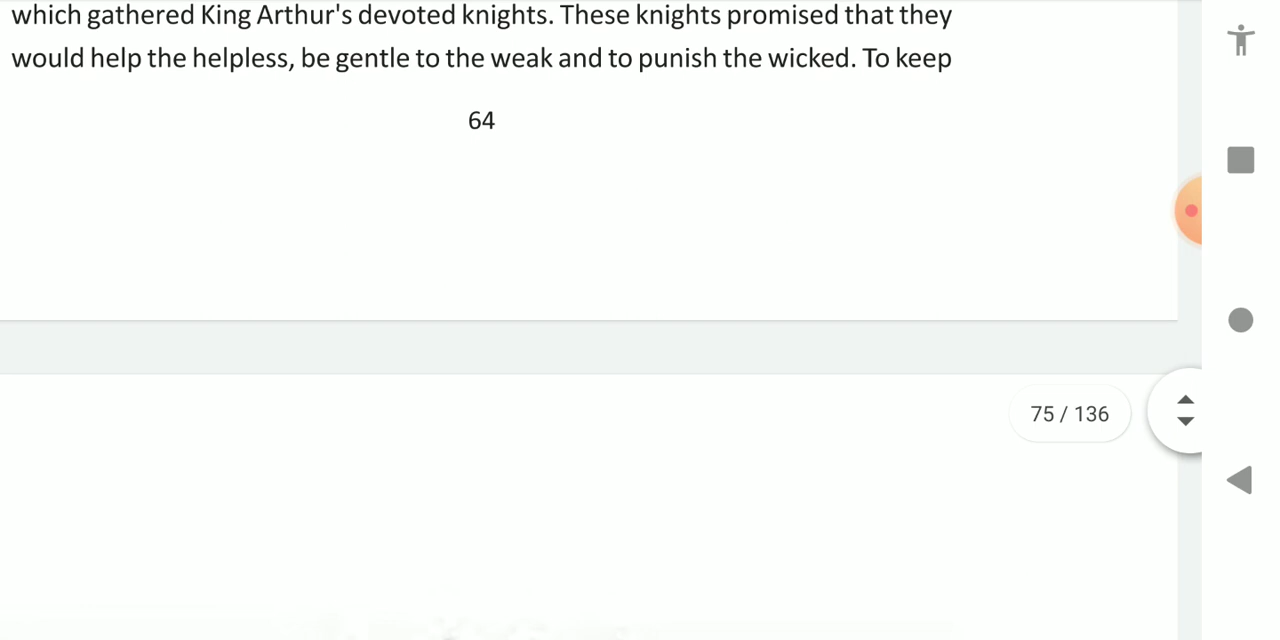 which gathered King Arthur's devoted knights. These knights promised that they
would help the helpless, be gentle to the weak and to punish the wicked. To keep
64
75 / 136